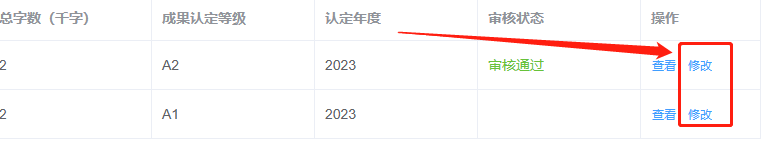 总字数（千字） 成果认定等级 认定年度 审核状态 操作
2 A2 2023 审核通过 查看 修改
2 A1 2023 查看 修改